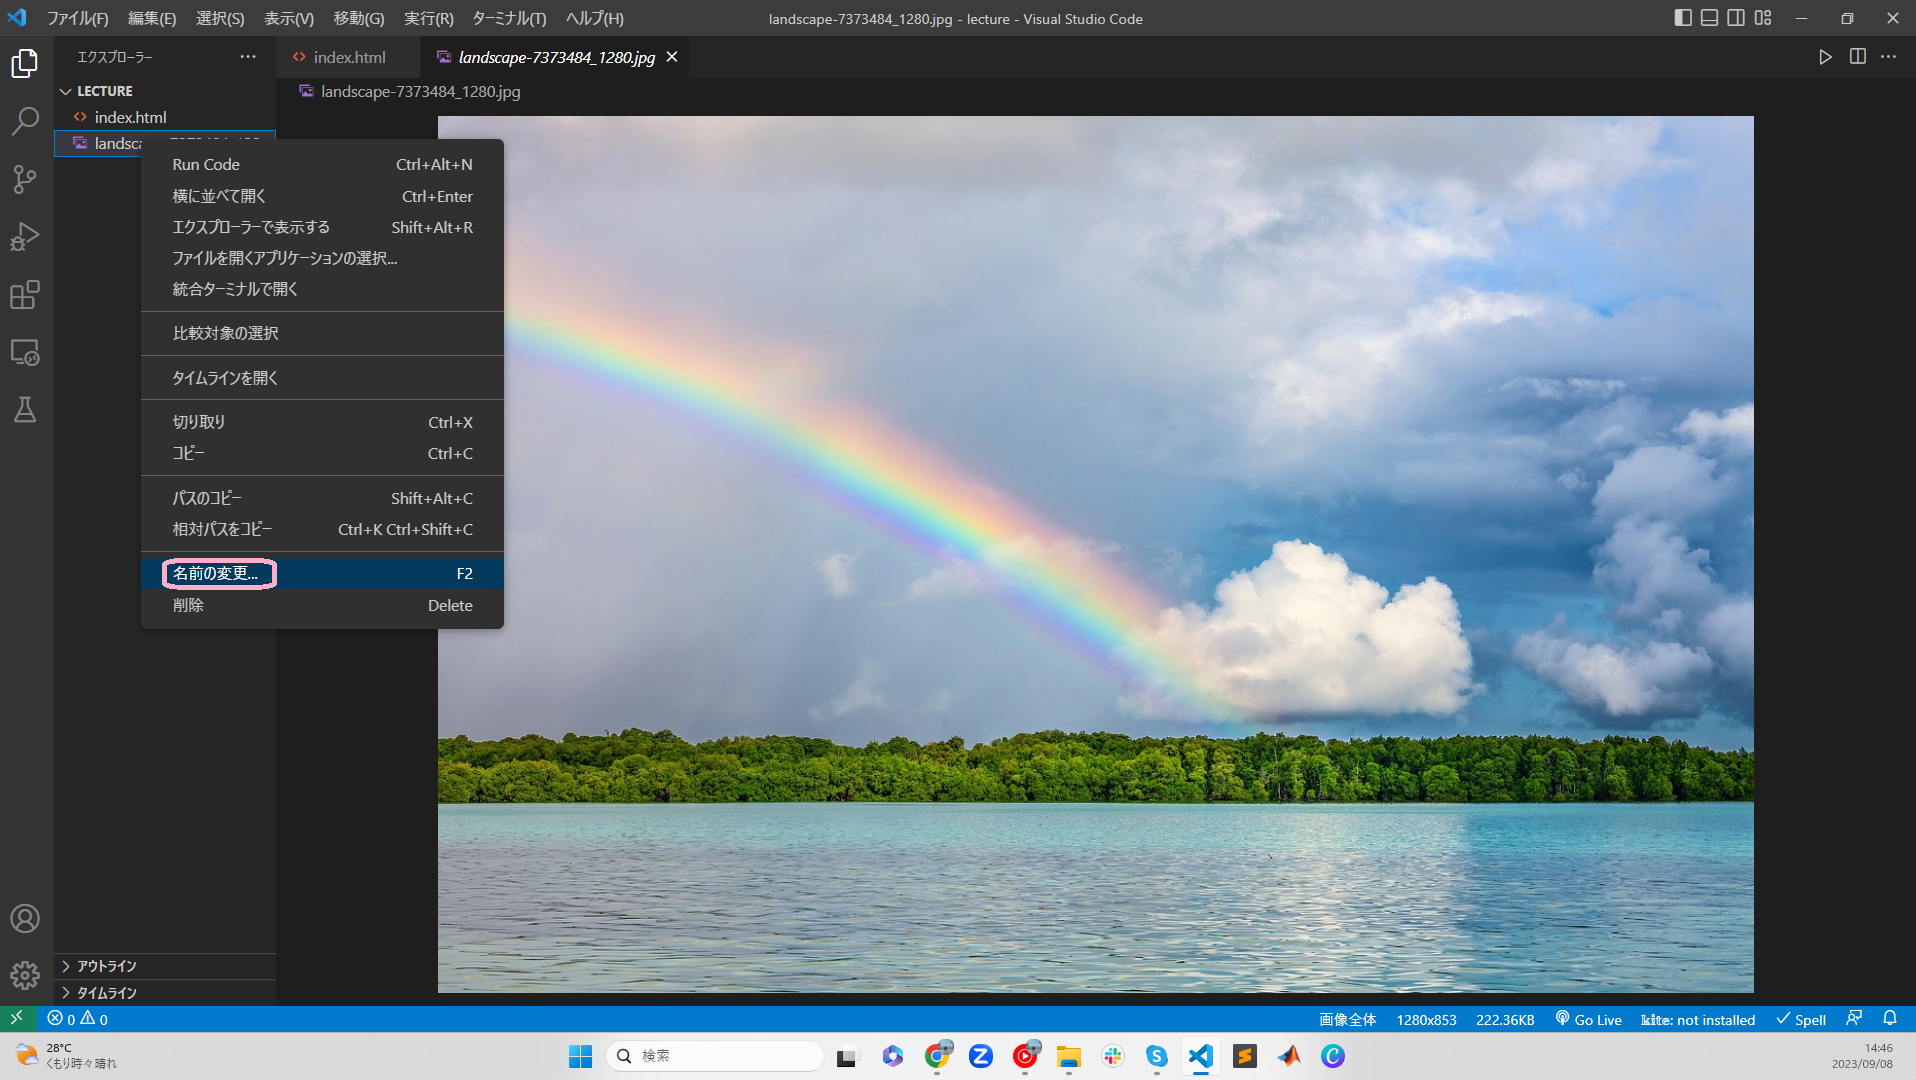 ファイル(F) 編集(E) 選択(S) 表示(V) 移動(G) 実行(R) ターミナル(T) ヘルプ(H) landscape-7373484_1280.jpg - lecture - Visual Studio Code
エクスプローラー
index.html landscape-7373484_1280.jpg
LECTURE
landscape-7373484_1280.jpg
index.html
landsca
Run Code Ctrl+Alt+N
横に並べて開く Ctrl+Enter
エクスプローラーで表示する Shift+Alt+R
ファイルを開くアプリケーションの選択...
統合ターミナルで開く
比較対象の選択
タイムラインを開く
切り取り Ctrl+X
コピー Ctrl+C
パスのコピー Shift+Alt+C
相対パスをコピー Ctrl+K Ctrl+Shift+C
名前の変更... F2
削除 Delete
アウトライン
タイムライン
0 0 画像全体 1280x853 222.36KB Go Live kite: not installed Spell
28°C
くもり時々晴れ
検索
14:46
2023/09/08